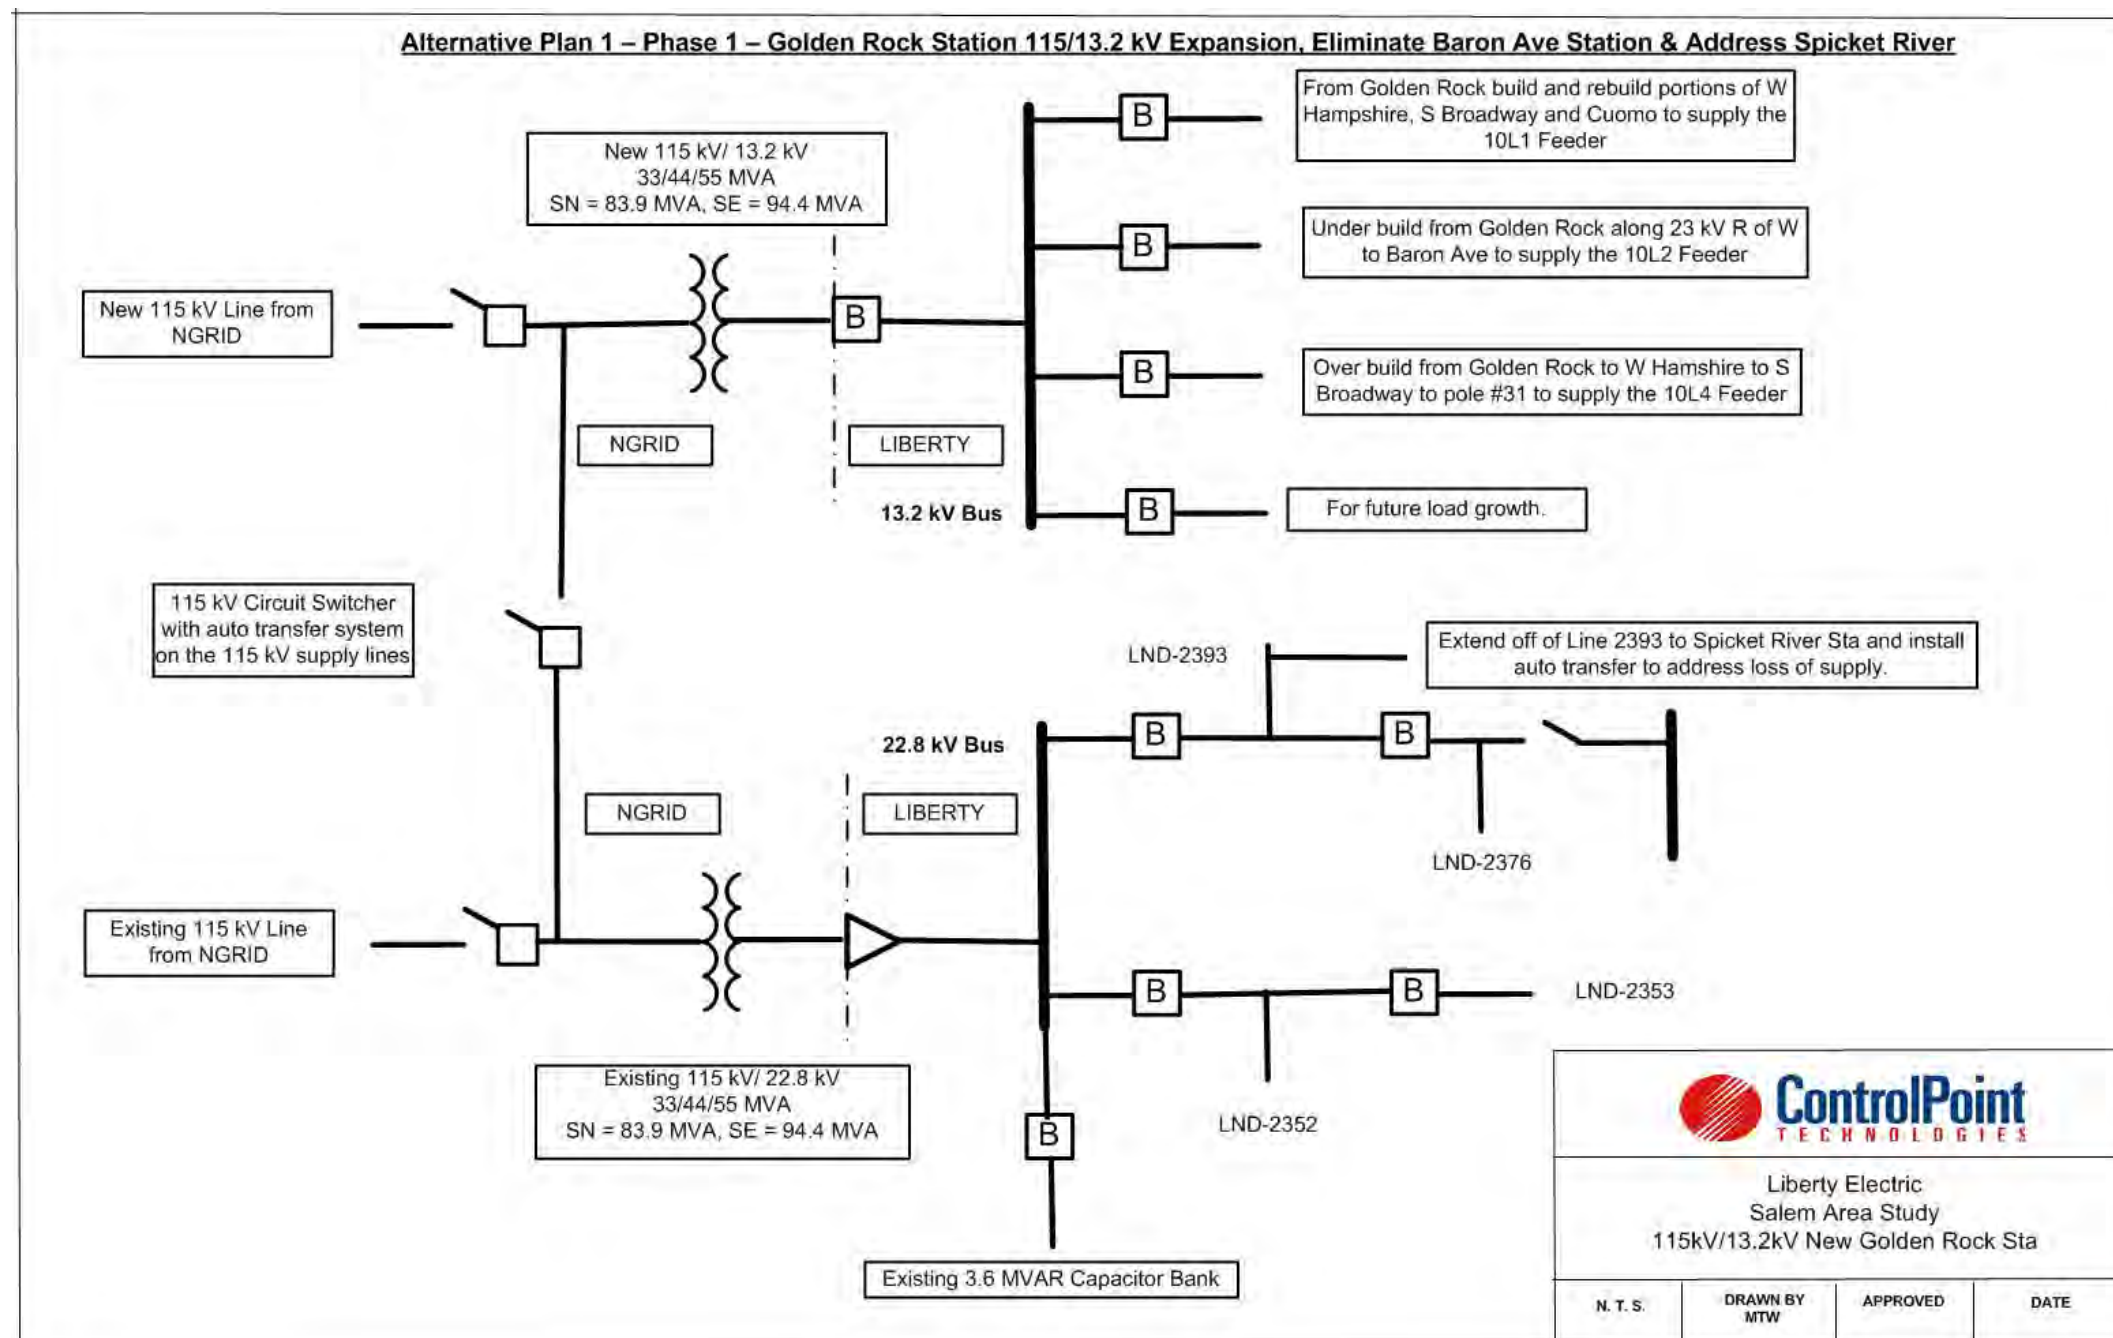 Alternative Plan 1 – Phase 1 – Golden Rock Station 115/13.2 kV Expansion, Eliminate Baron Ave Station & Address Spicket River
New 115 kV/ 13.2 kV
33/44/55 MVA
SN = 83.9 MVA, SE = 94.4 MVA
B
From Golden Rock build and rebuild portions of W
Hampshire, S Broadway and Cuomo to supply the
10L1 Feeder
B
Under build from Golden Rock along 23 kV R of W
to Baron Ave to supply the 10L2 Feeder
New 115 kV Line from
NGRID
B
B
Over build from Golden Rock to W Hamshire to S
Broadway to pole #31 to supply the 10L4 Feeder
NGRID
LIBERTY
13.2 kV Bus
B
For future load growth.
115 kV Circuit Switcher
with auto transfer system
on the 115 kV supply lines
LND-2393
Extend off of Line 2393 to Spicket River Sta and install
auto transfer to address loss of supply.
22.8 kV Bus
B
B
NGRID
LIBERTY
LND-2376
Existing 115 kV Line
from NGRID
B
B
LND-2353
Existing 115 kV/ 22.8 kV
33/44/55 MVA
SN = 83.9 MVA, SE = 94.4 MVA
B
LND-2352
Existing 3.6 MVAR Capacitor Bank
ControlPoint
TECHNOLOGIES
Liberty Electric
Salem Area Study
115kV/13.2kV New Golden Rock Sta
N. T. S.
DRAWN BY
MTW
APPROVED
DATE